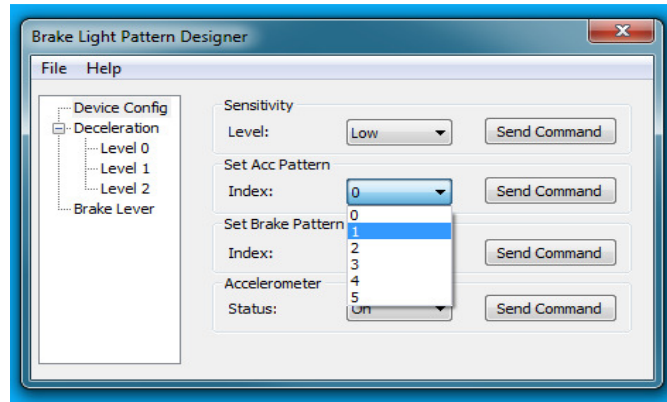 Brake Light Pattern Designer
File Help
Device Config
Deceleration
Level 0
Level 1
Level 2
Brake Lever
Sensitivity
Level: Low Send Command
Set Acc Pattern
Index: 0 Send Command
0
1
2
3
4
5
Set Brake Pattern
Index: Send Command
Accelerometer
Status: On Send Command